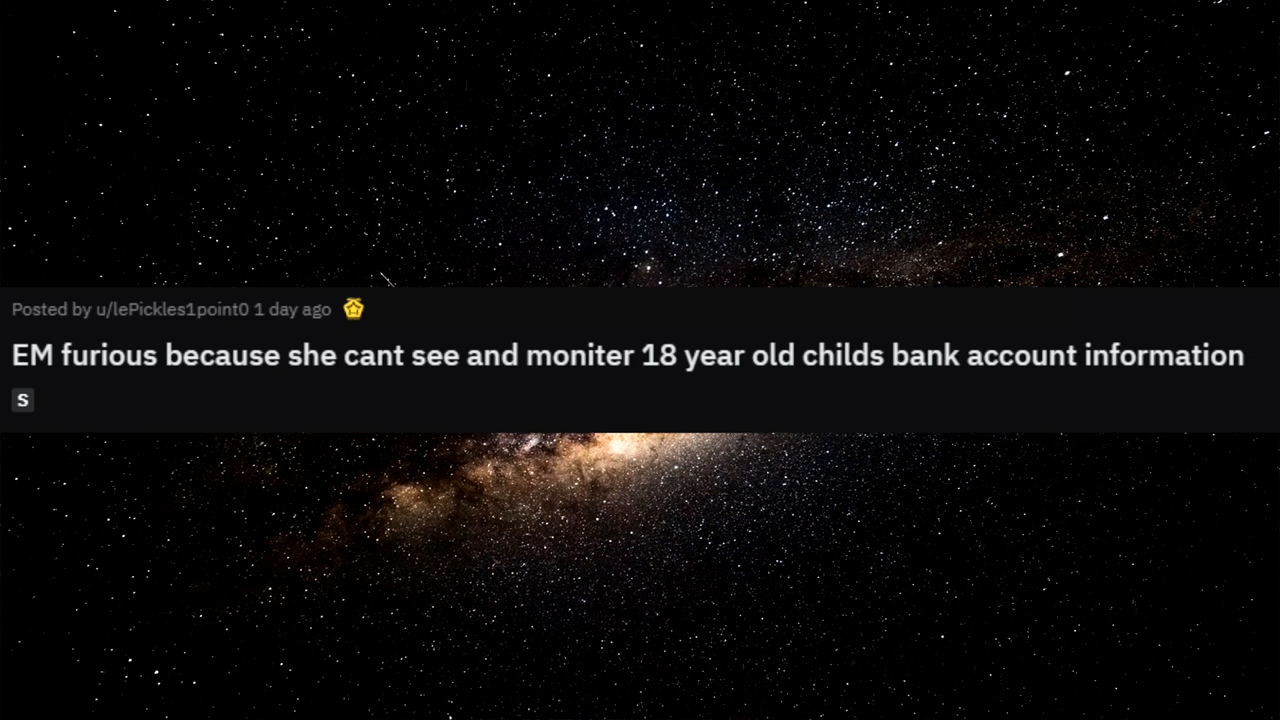 Posted by u/lePickles1point0 1 day ago
EM furious because she cant see and moniter 18 year old childs bank account information
S